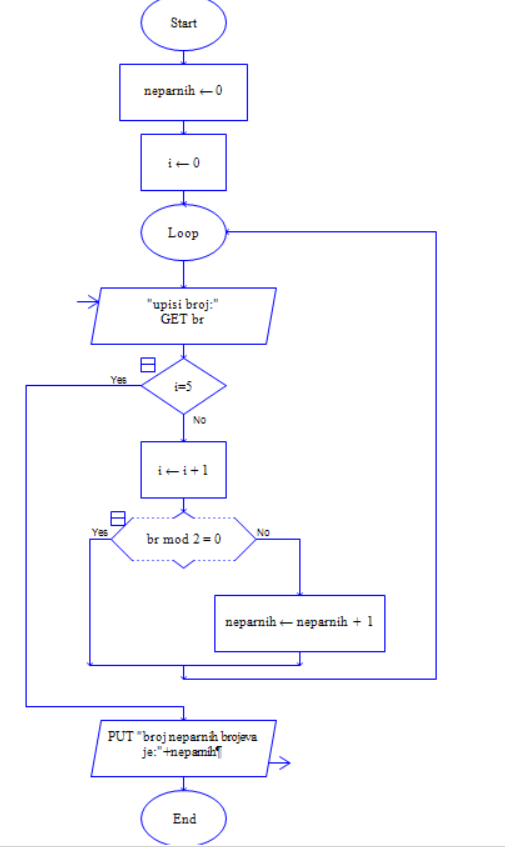 Start
neparnih ← 0
i ← 0
Loop
"upisi broj:"
GET br
Yes
i=5
No
i ← i + 1
Yes
br mod 2 = 0
No
neparnih ← neparnih + 1
PUT "broj neparnih brojeva
je:"+neparnih¶
End